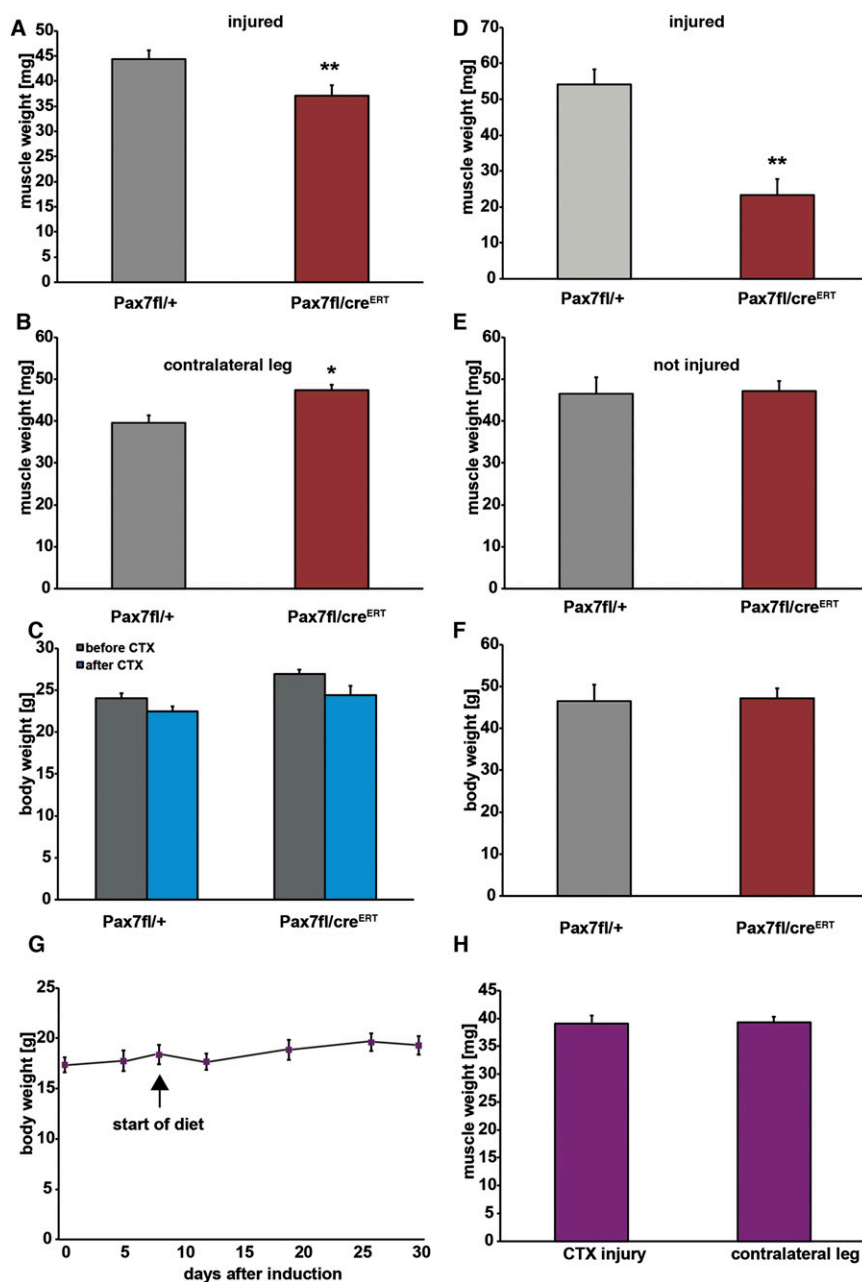 A
injured
muscle weight [mg]
50
45
40
35
30
25
20
15
10
5
0
**
Pax7fl/+
Pax7fl/creERT
B
contralateral leg
muscle weight [mg]
60
50
40
30
20
10
0
*
Pax7fl/+
Pax7fl/creERT
C
before CTX
after CTX
body weight [g]
30
25
20
15
10
5
0
Pax7fl/+
Pax7fl/creERT
D
injured
muscle weight [mg]
70
60
50
40
30
20
10
0
**
Pax7fl/+
Pax7fl/creERT
E
not injured
muscle weight [mg]
60
50
40
30
20
10
0
Pax7fl/+
Pax7fl/creERT
F
body weight [g]
60
50
40
30
20
10
0
Pax7fl/+
Pax7fl/creERT
G
body weight [g]
25
20
15
10
5
0
start of diet
0 5 10 15 20 25 30
days after induction
H
muscle weight [mg]
45
40
35
30
25
20
15
10
5
0
CTX injury
contralateral leg